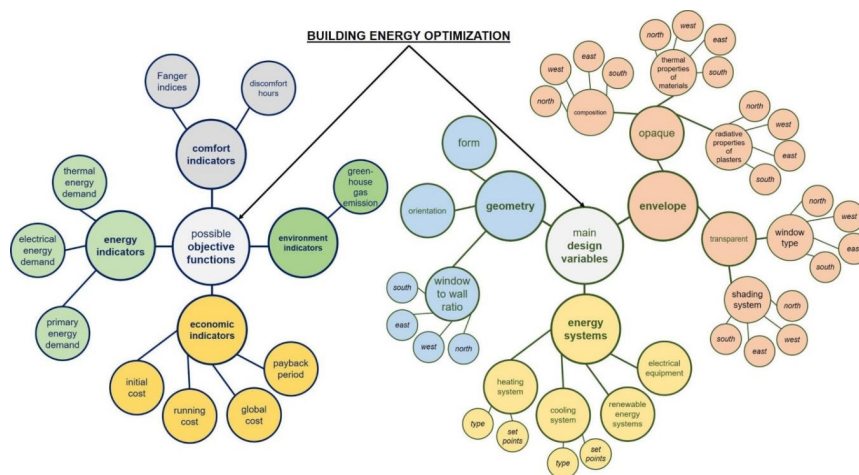 BUILDING ENERGY OPTIMIZATION
Fanger
indices
discomfort
hours
comfort
indicators
thermal
energy
demand
electrical
energy
demand
primary
energy
demand
energy
indicators
possible
objective
functions
green-
house gas
emission
environment
indicators
economic
indicators
initial
cost
running
cost
global
cost
payback
period
form
orientation
geometry
window
to wall
ratio
south
east
west
north
main
design
variables
envelope
opaque
composition
north
west
east
south
thermal
properties
of
materials
north
west
east
south
radiative
properties
of
plasters
north
west
east
south
transparent
window
type
north
west
east
south
shading
system
north
west
east
south
energy
systems
heating
system
type
set
points
cooling
system
type
set
points
renewable
energy
systems
electrical
equipment